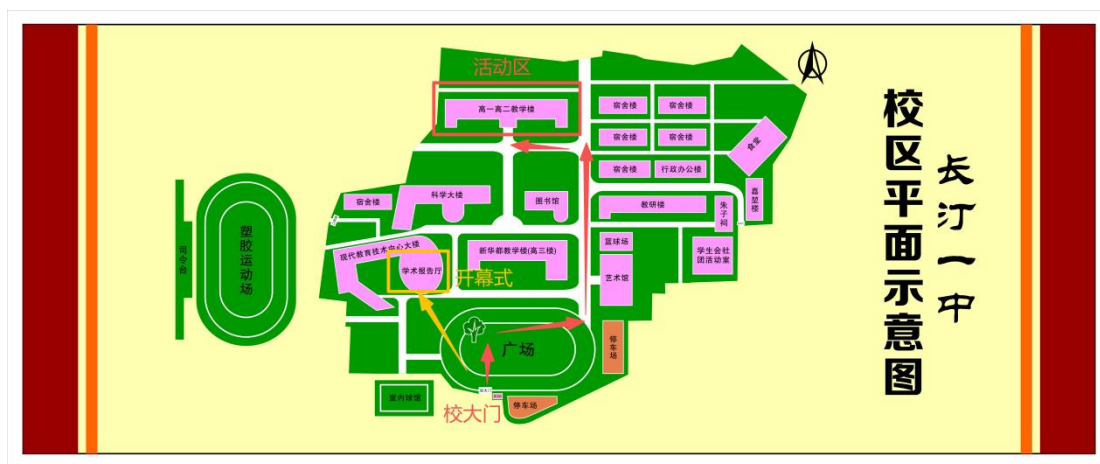 活动区
高一高二教学楼
宿舍楼
宿舍楼
宿舍楼
宿舍楼
食堂
宿舍楼
行政办公楼
宿舍楼
科学大楼
图书馆
教研楼
朱子祠
嘉堃楼
塑胶运动场
司令台
现代教育技术中心大楼
学术报告厅
开幕式
新华都教学楼(高三楼)
篮球场
艺术馆
学生会社
团活动室
广场
停车场
室内球馆
校大门
停车场
校区平面示意图
长汀一中